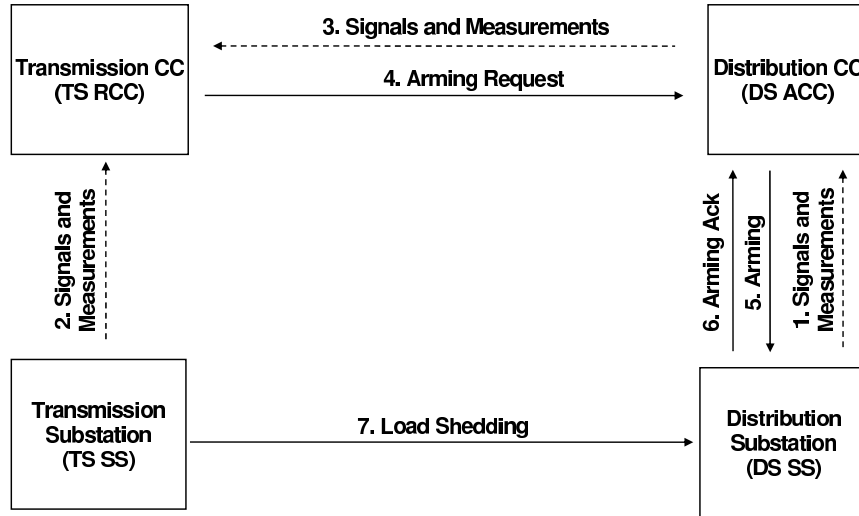 3. Signals and Measurements
Transmission CC
(TS RCC)
4. Arming Request
Distribution CC
(DS ACC)
2. Signals and
Measurements
6. Arming Ack
5. Arming
1. Signals and
Measurements
Transmission
Substation
(TS SS)
7. Load Shedding
Distribution
Substation
(DS SS)